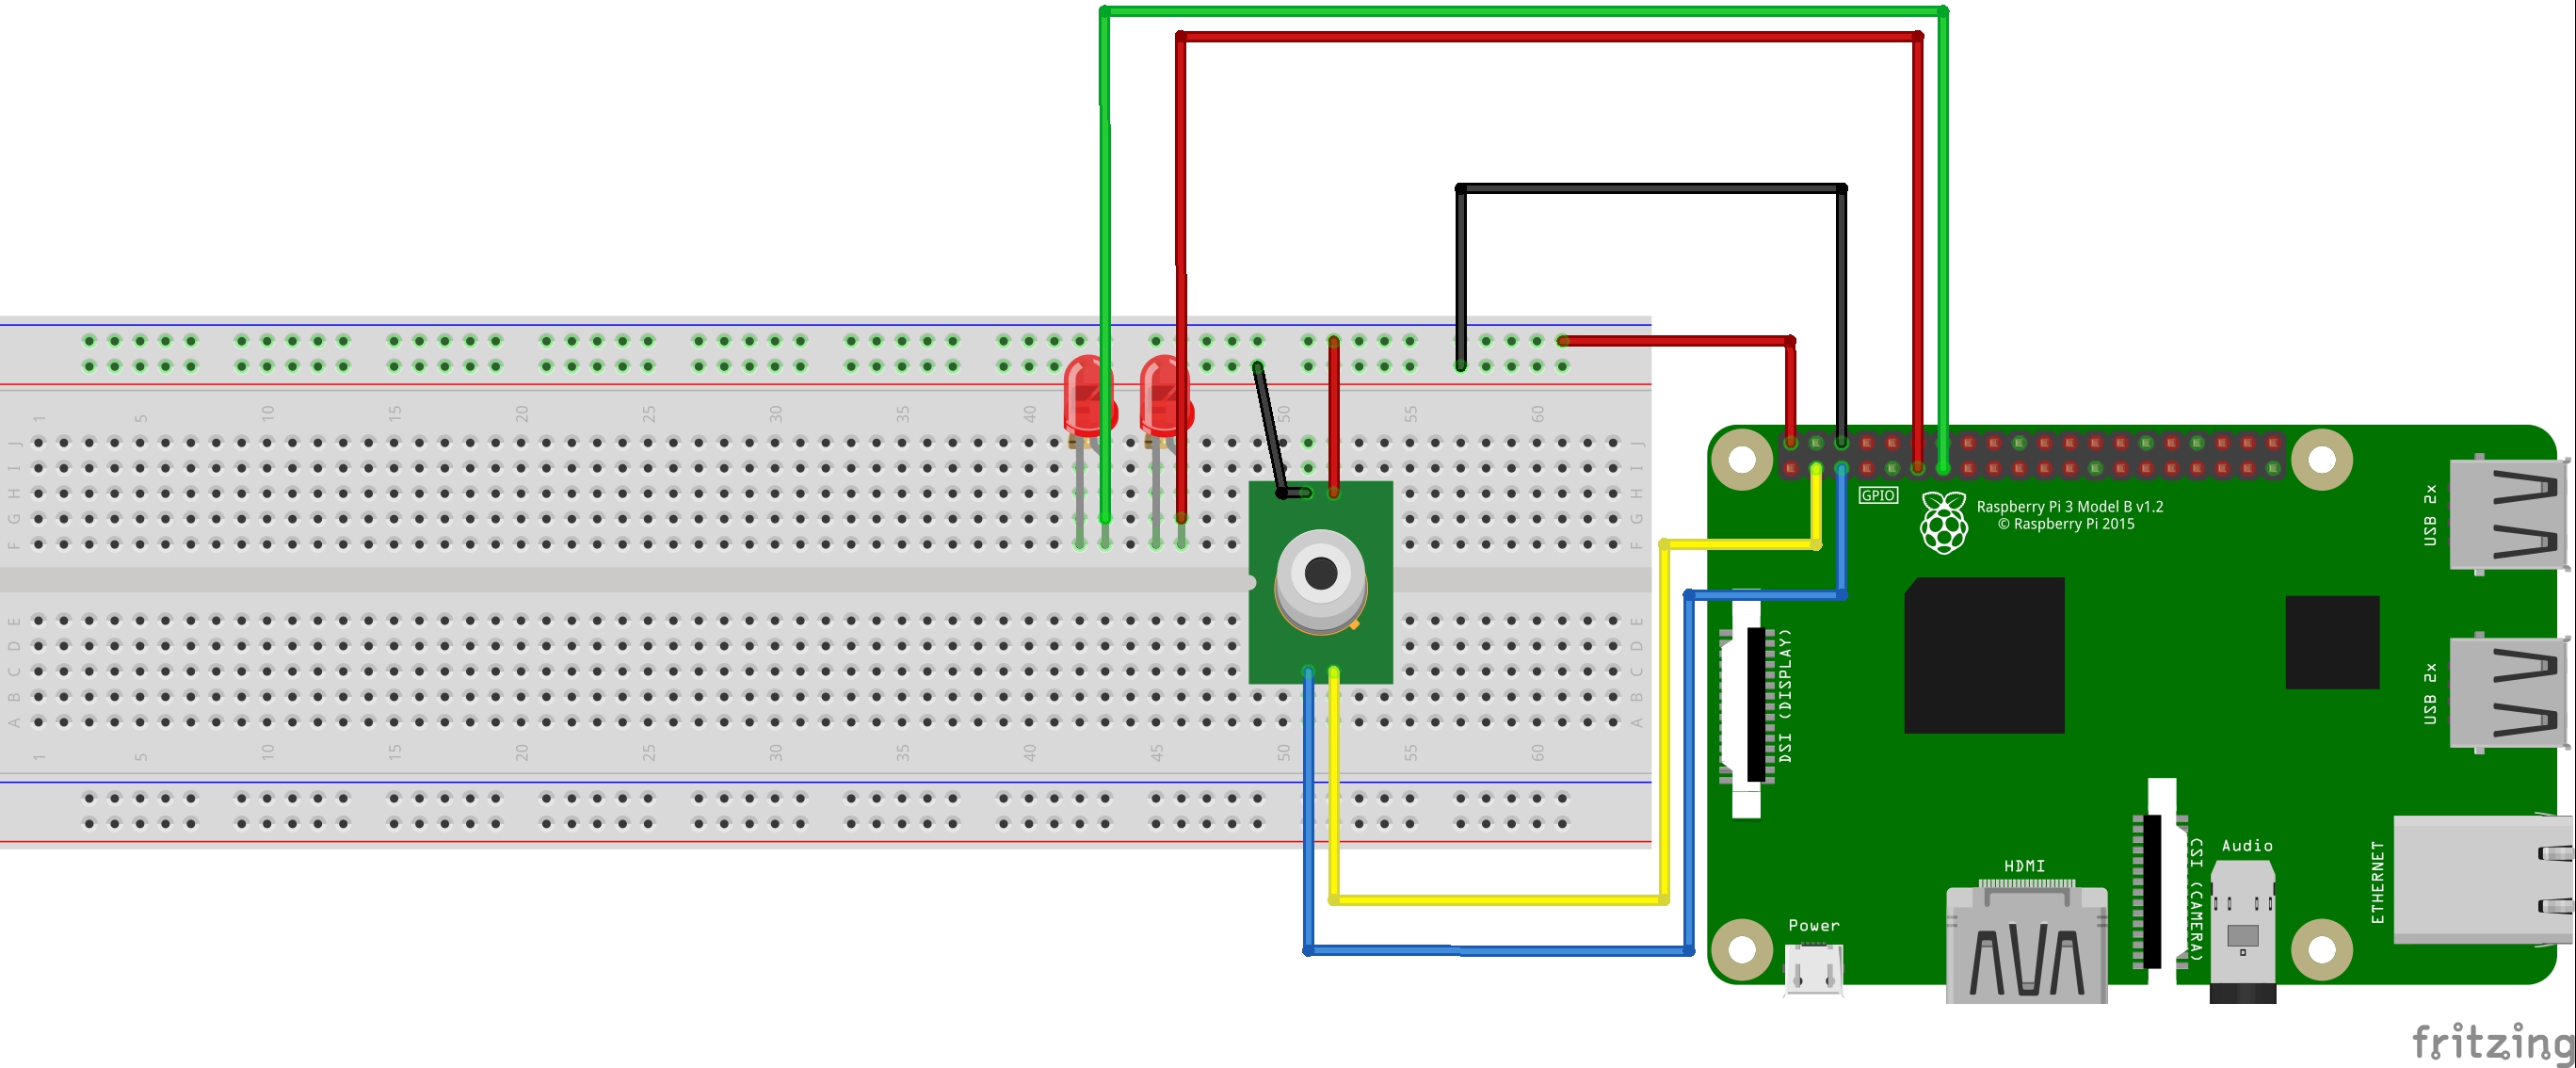 1 5 10 15 20 25 30 35 40 45 50 55 60
J
I
H
G
F
E
D
C
B
A
J
I
H
G
F
E
D
C
B
A
1 5 10 15 20 25 30 35 40 45 50 55 60
GPIO
Raspberry Pi 3 Model B v1.2
© Raspberry Pi 2015
USB 2x
USB 2x
DSI (DISPLAY)
CSI (CAMERA)
Audio
HDMI
ETHERNET
Power
fritzing